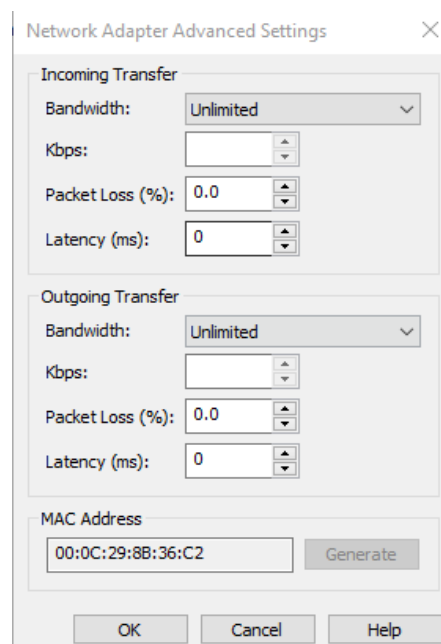 Network Adapter Advanced Settings
Incoming Transfer
Bandwidth: Unlimited
Kbps:
Packet Loss (%): 0.0
Latency (ms): 0
Outgoing Transfer
Bandwidth: Unlimited
Kbps:
Packet Loss (%): 0.0
Latency (ms): 0
MAC Address
00:0C:29:8B:36:C2 Generate
OK Cancel Help